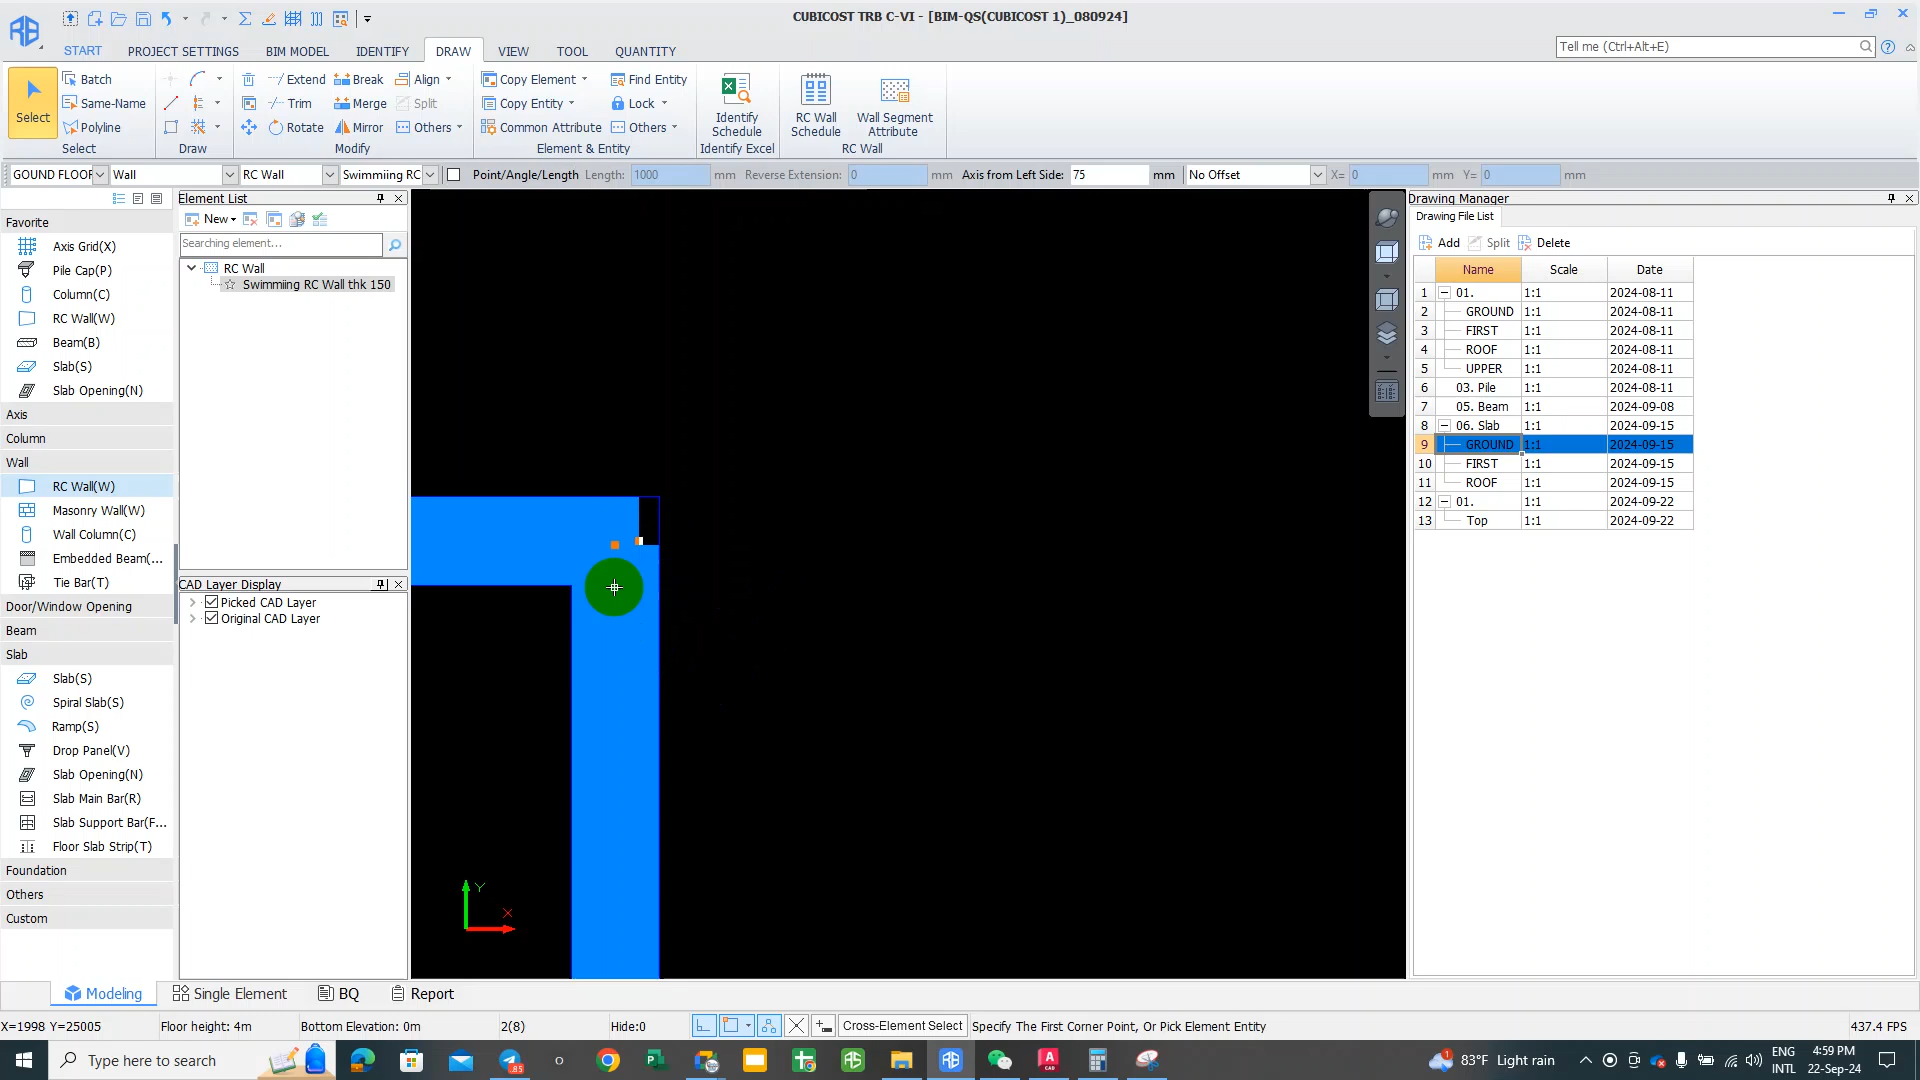 CUBICOST TRB C-VI - [BIM-QS(CUBICOST 1)_080924]
START PROJECT SETTINGS BIM MODEL IDENTIFY DRAW VIEW TOOL QUANTITY
Tell me (Ctrl+Alt+E)
Select
Batch
Same-Name
Polyline
Select
Draw
Extend Break Align
Trim Merge Split
Rotate Mirror Others
Modify
Copy Element Find Entity
Copy Entity Lock
Common Attribute Others
Element & Entity
Identify Schedule
Identify Excel
RC Wall Schedule
Wall Segment Attribute
RC Wall
GOUND FLOOR Wall RC Wall Swimmiing RC Point/Angle/Length Length: 1000 mm Reverse Extension: 0 mm Axis from Left Side: 75 mm No Offset X= 0 mm Y= 0 mm
Favorite
Axis Grid(X)
Pile Cap(P)
Column(C)
RC Wall(W)
Beam(B)
Slab(S)
Slab Opening(N)
Axis
Column
Wall
RC Wall(W)
Masonry Wall(W)
Wall Column(C)
Embedded Beam(...
Tie Bar(T)
Door/Window Opening
Beam
Slab
Slab(S)
Spiral Slab(S)
Ramp(S)
Drop Panel(V)
Slab Opening(N)
Slab Main Bar(R)
Slab Support Bar(F...
Floor Slab Strip(T)
Foundation
Others
Custom
Element List
New
Searching element...
RC Wall
Swimmiing RC Wall thk 150
CAD Layer Display
Picked CAD Layer
Original CAD Layer
Y
X
Drawing Manager
Drawing File List
Add Split Delete
Name Scale Date
1 01. 1:1 2024-08-11
2 GROUND 1:1 2024-08-11
3 FIRST 1:1 2024-08-11
4 ROOF 1:1 2024-08-11
5 UPPER 1:1 2024-08-11
6 03. Pile 1:1 2024-08-11
7 05. Beam 1:1 2024-09-08
8 06. Slab 1:1 2024-09-15
9 GROUND 1:1 2024-09-15
10 FIRST 1:1 2024-09-15
11 ROOF 1:1 2024-09-15
12 01. 1:1 2024-09-22
13 Top 1:1 2024-09-22
Modeling Single Element BQ Report
X=1998 Y=25005 Floor height: 4m Bottom Elevation: 0m 2(8) Hide:0 Cross-Element Select Specify The First Corner Point, Or Pick Element Entity 437.4 FPS
Type here to search
83°F Light rain
ENG
INTL
4:59 PM
22-Sep-24